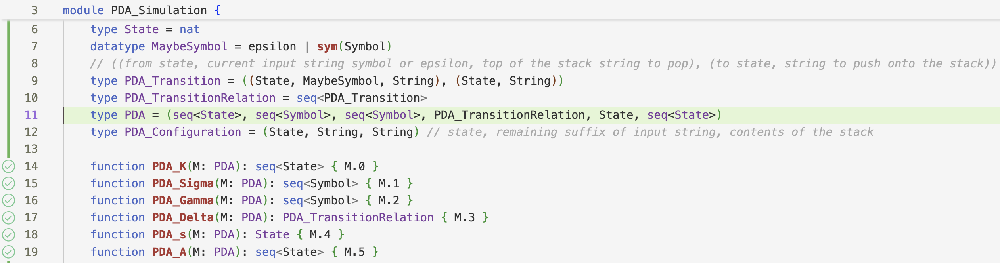 3 module PDA_Simulation {
6 type State = nat
7 datatype MaybeSymbol = epsilon | sym(Symbol)
8 // ((from state, current input string symbol or epsilon, top of the stack string to pop), (to state, string to push onto the stack))
9 type PDA_Transition = ((State, MaybeSymbol, String), (State, String))
10 type PDA_TransitionRelation = seq<PDA_Transition>
11 type PDA = (seq<State>, seq<Symbol>, seq<Symbol>, PDA_TransitionRelation, State, seq<State>)
12 type PDA_Configuration = (State, String, String) // state, remaining suffix of input string, contents of the stack
13
14 function PDA_K(M: PDA): seq<State> { M.0 }
15 function PDA_Sigma(M: PDA): seq<Symbol> { M.1 }
16 function PDA_Gamma(M: PDA): seq<Symbol> { M.2 }
17 function PDA_Delta(M: PDA): PDA_TransitionRelation { M.3 }
18 function PDA_s(M: PDA): State { M.4 }
19 function PDA_A(M: PDA): seq<State> { M.5 }